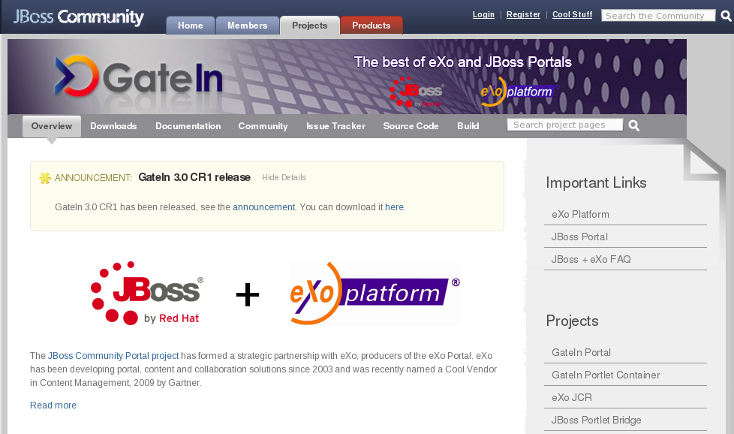 JBoss Community
Home Members Projects Products
Login | Register | Cool Stuff
Search the Community
GateIn
The best of eXo and JBoss Portals
JBoss
by Red Hat
eXo platform
Overview Downloads Documentation Community Issue Tracker Source Code Build
Search project pages
ANNOUNCEMENT: GateIn 3.0 CR1 release Hide Details
GateIn 3.0 CR1 has been released, see the announcement. You can download it here.
JBoss®
by Red Hat
+
eXo platform®
The JBoss Community Portal project has formed a strategic partnership with eXo, producers of the eXo Portal. eXo
has been developing portal, content and collaboration solutions since 2003 and was recently named a Cool Vendor
in Content Management, 2009 by Gartner.
Read more
Important Links
eXo Platform
JBoss Portal
JBoss + eXo FAQ
Projects
GateIn Portal
GateIn Portlet Container
eXo JCR
JBoss Portlet Bridge